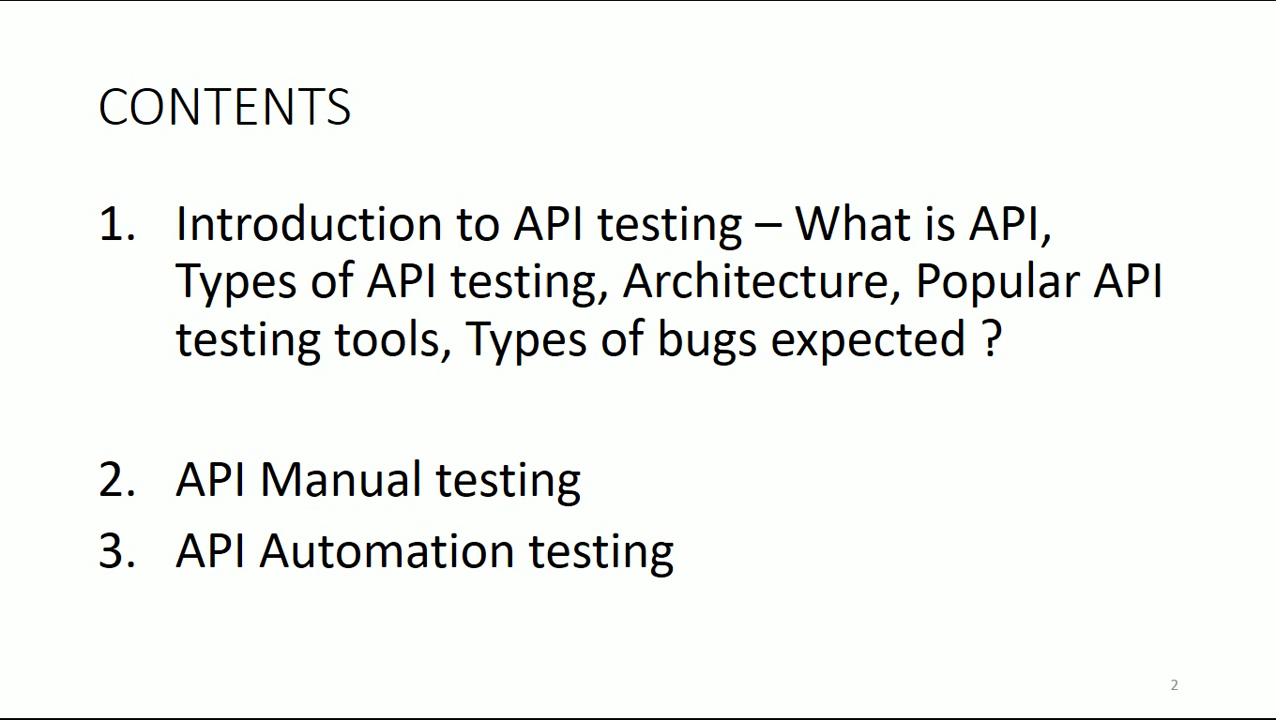 CONTENTS
1. Introduction to API testing – What is API,
Types of API testing, Architecture, Popular API
testing tools, Types of bugs expected ?
2. API Manual testing
3. API Automation testing
2